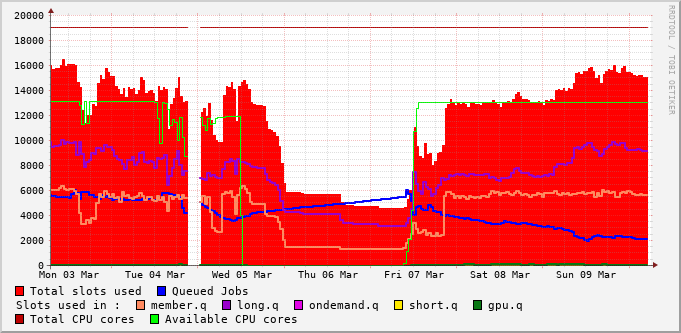 20000
18000
16000
14000
12000
10000
8000
6000
4000
2000
0
Mon 03 Mar Tue 04 Mar Wed 05 Mar Thu 06 Mar Fri 07 Mar Sat 08 Mar Sun 09 Mar
Total slots used Queued Jobs
Slots used in : member.q long.q ondemand.q short.q gpu.q
Total CPU cores Available CPU cores
RRDTOOL / TOBI OETIKER